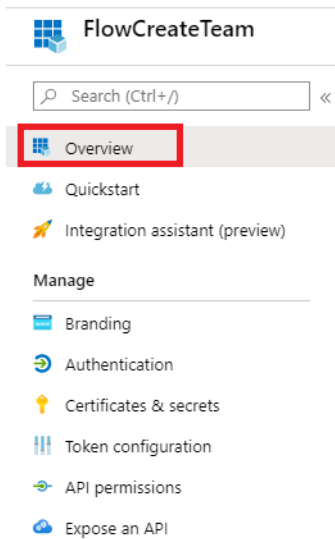 FlowCreateTeam
Search (Ctrl+/)
«
Overview
Quickstart
Integration assistant (preview)
Manage
Branding
Authentication
Certificates & secrets
Token configuration
API permissions
Expose an API